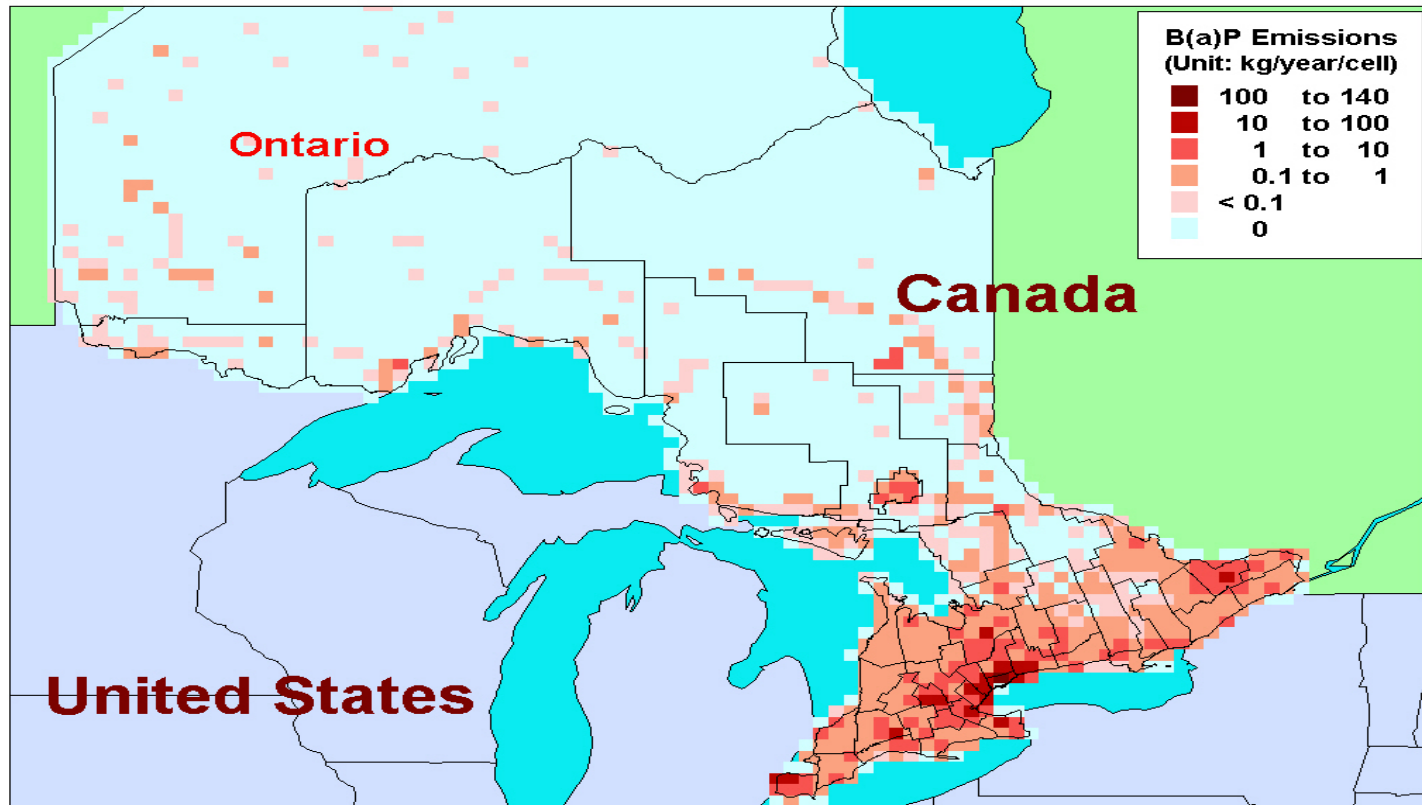 B(a)P Emissions
(Unit: kg/year/cell)
100 to 140
10 to 100
1 to 10
0.1 to 1
< 0.1
0
Ontario
Canada
United States